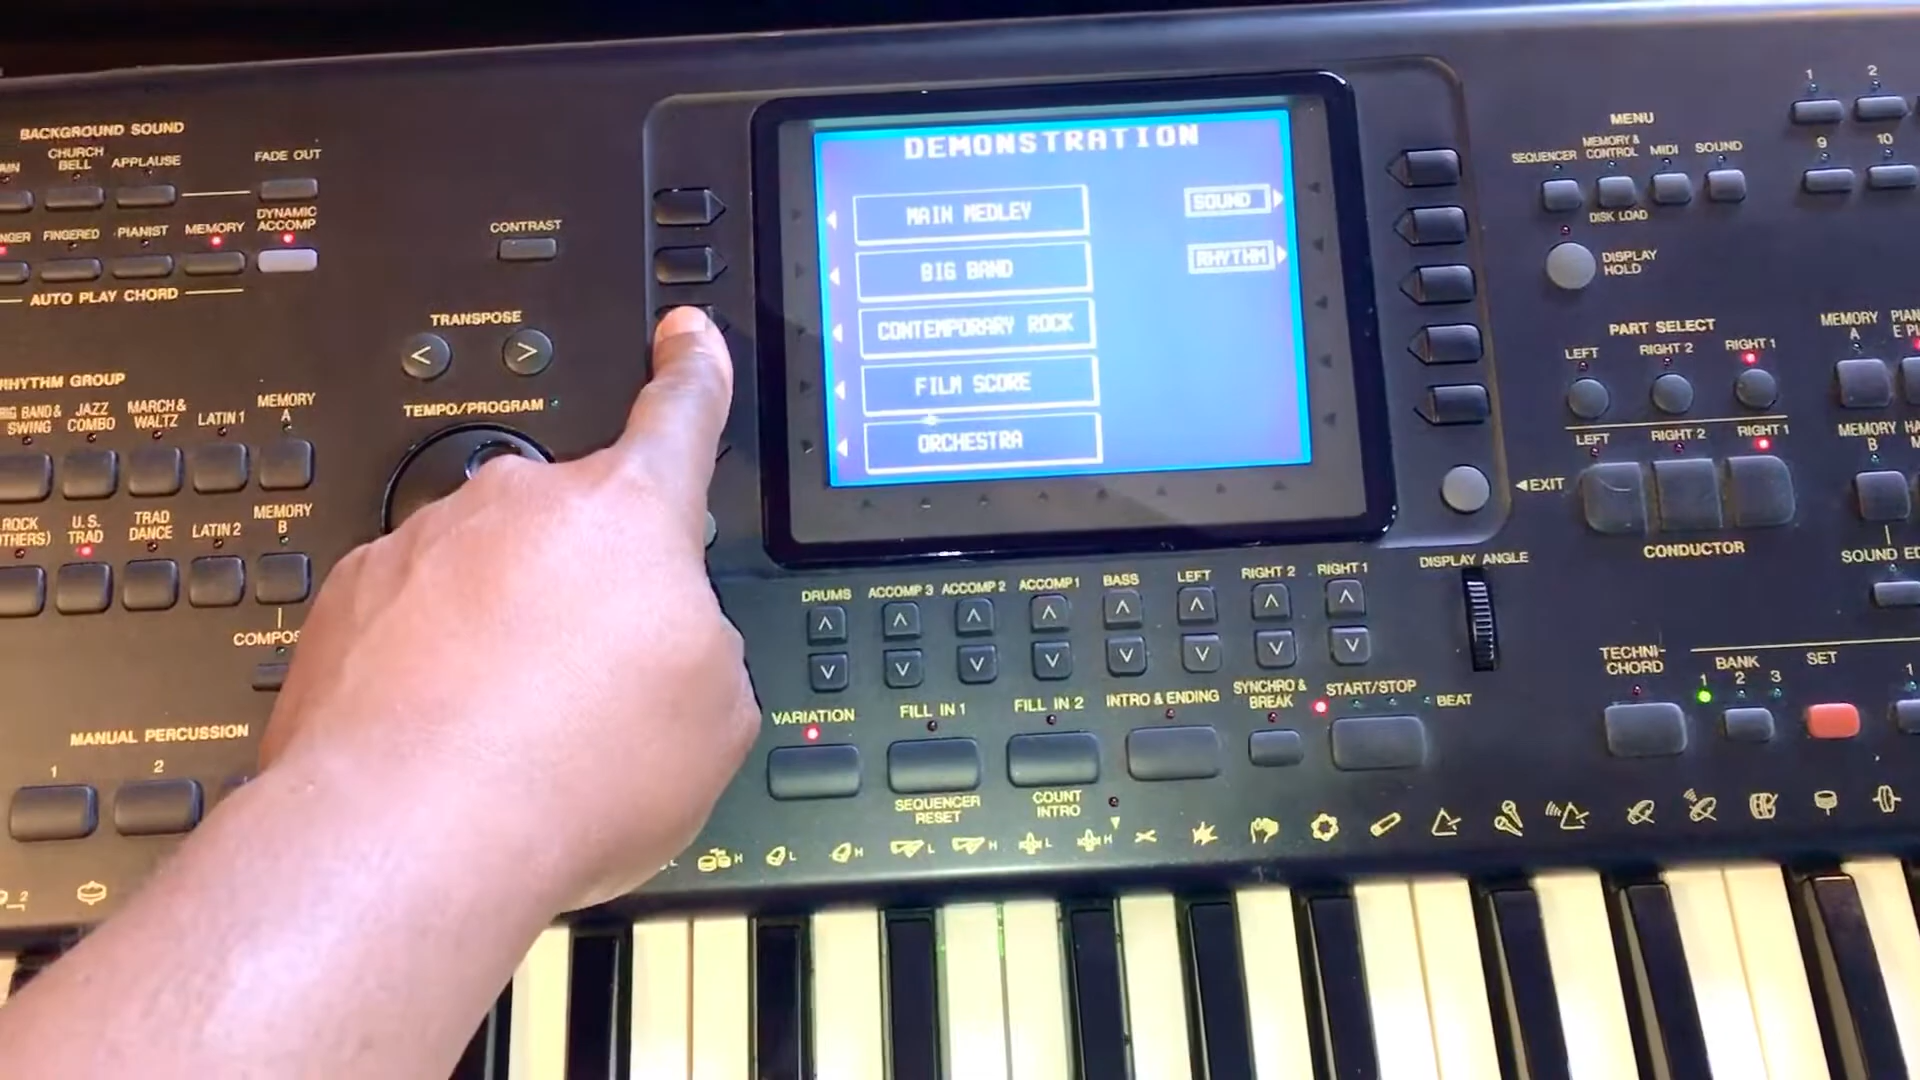 BACKGROUND SOUND
CHURCH BELL
APPLAUSE
FADE OUT
FINGERED
PIANIST
MEMORY
DYNAMIC ACCOMP
AUTO PLAY CHORD
CONTRAST
TRANSPOSE
< >
TEMPO/PROGRAM
RHYTHM GROUP
JAZZ COMBO
MARCH & WALTZ
LATIN 1
MEMORY A
U.S. TRAD
TRAD DANCE
LATIN 2
MEMORY B
MANUAL PERCUSSION
1 2
DEMONSTRATION
MAIN MEDLEY
SOUND
BIG BAND
RHYTHM
CONTEMPORARY ROCK
FILM SCORE
ORCHESTRA
EXIT
DISPLAY ANGLE
DRUMS
ACCOMP 3
ACCOMP 2
ACCOMP 1
BASS
LEFT
RIGHT 2
RIGHT 1
VARIATION
FILL IN 1
FILL IN 2
INTRO & ENDING
SYNCHRO & BREAK
START/STOP
BEAT
SEQUENCER RESET
COUNT INTRO
MENU
SEQUENCER
MEMORY & CONTROL
MIDI
SOUND
DISK LOAD
DISPLAY HOLD
1 2
9 10
PART SELECT
LEFT
RIGHT 2
RIGHT 1
LEFT
RIGHT 2
RIGHT 1
CONDUCTOR
MEMORY A
MEMORY B
TECHNI-CHORD
BANK
1 2 3
SET
1